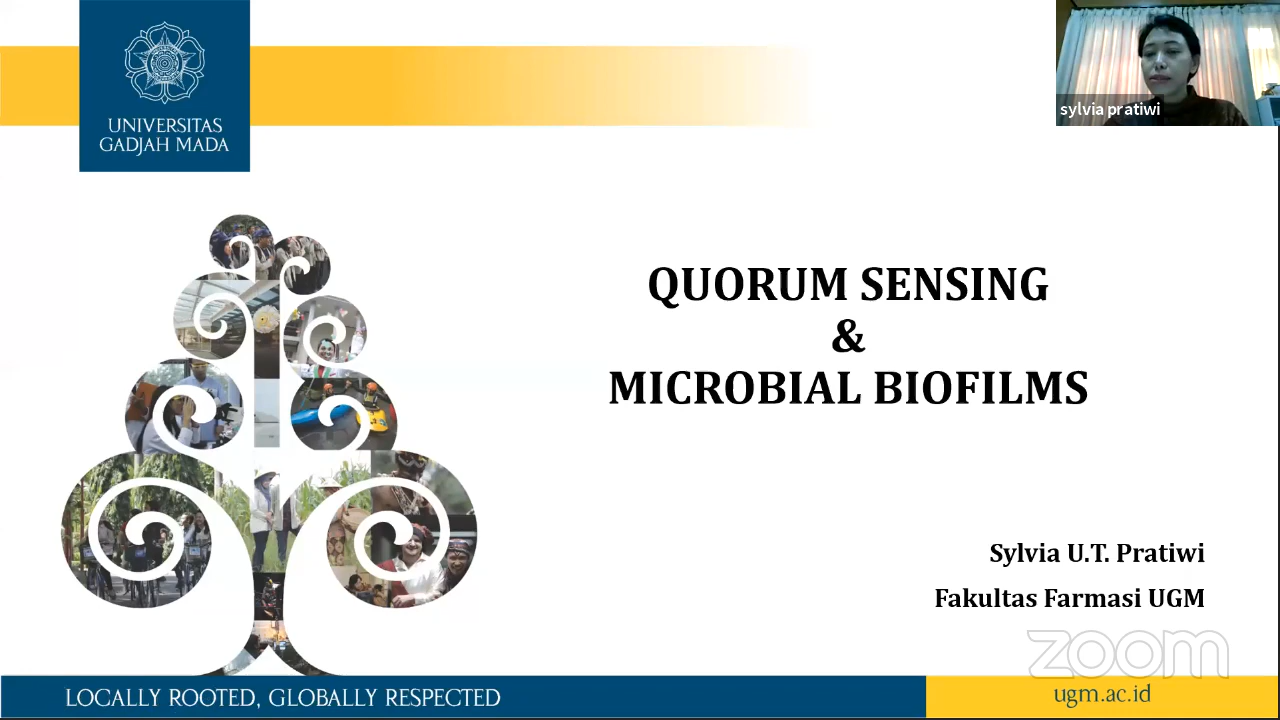 UNIVERSITAS
GADJAH MADA
sylvia pratiwi
QUORUM SENSING
&
MICROBIAL BIOFILMS
Sylvia U.T. Pratiwi
Fakultas Farmasi UGM
zoom
LOCALLY ROOTED, GLOBALLY RESPECTED
ugm.ac.id